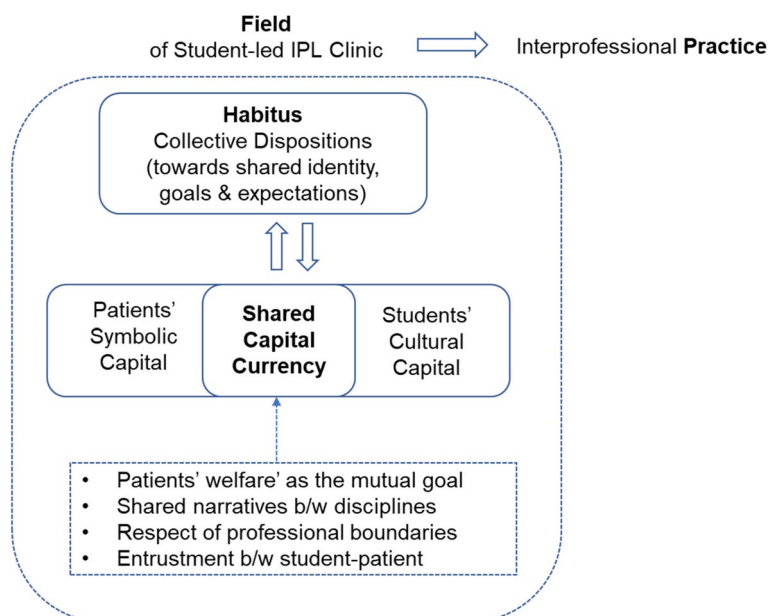 Field
of Student-led IPL Clinic
Interprofessional Practice
Habitus
Collective Dispositions
(towards shared identity,
goals & expectations)
Patients’
Symbolic
Capital
Shared
Capital
Currency
Students’
Cultural
Capital
• Patients’ welfare’ as the mutual goal
• Shared narratives b/w disciplines
• Respect of professional boundaries
• Entrustment b/w student-patient